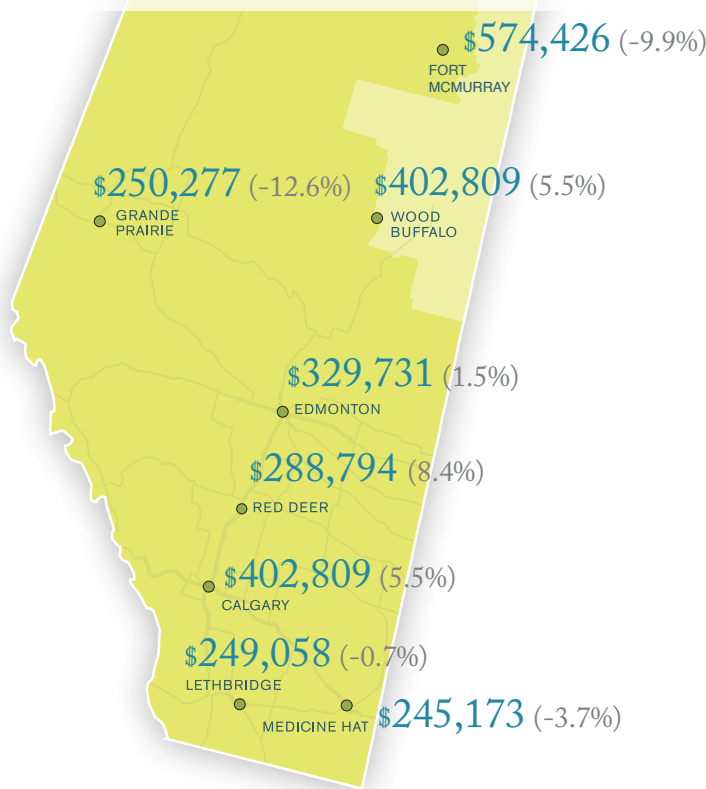 $574,426 (-9.9%)
FORT
MCMURRAY
$250,277 (-12.6%)
GRANDE
PRAIRIE
$402,809 (5.5%)
WOOD
BUFFALO
$329,731 (1.5%)
EDMONTON
$288,794 (8.4%)
RED DEER
$402,809 (5.5%)
CALGARY
$249,058 (-0.7%)
LETHBRIDGE
MEDICINE HAT
$245,173 (-3.7%)